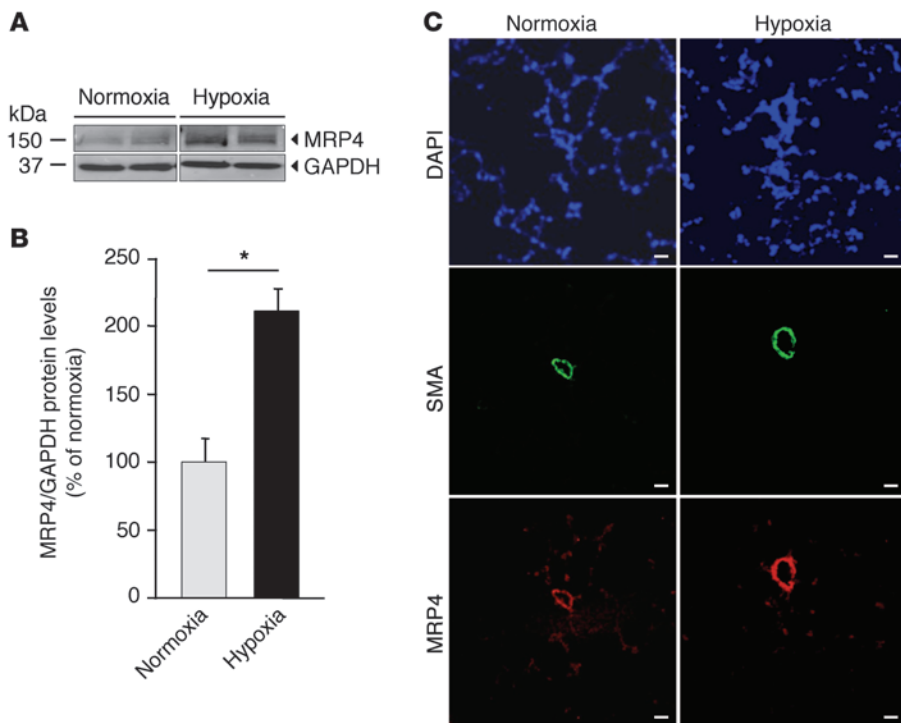 A
Normoxia Hypoxia
kDa
150 MRP4
37 GAPDH
B
MRP4/GAPDH protein levels
(% of normoxia)
250
200
150
100
50
0
*
Normoxia
Hypoxia
C
Normoxia Hypoxia
DAPI
SMA
MRP4